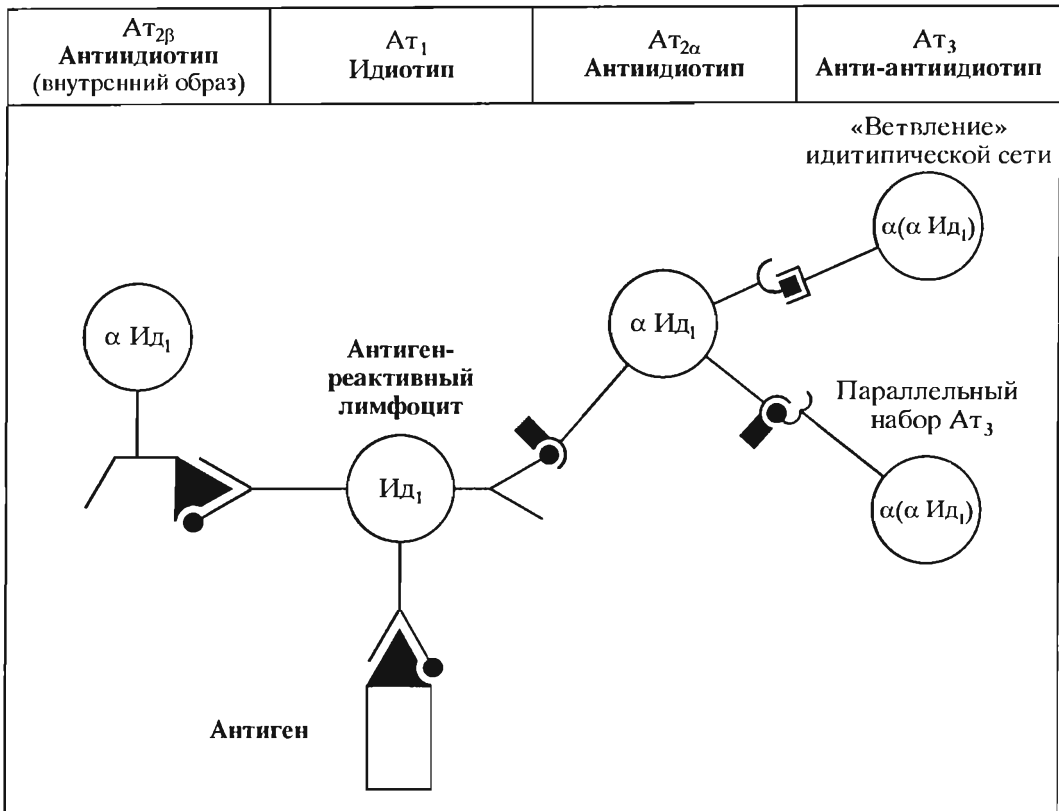 Ат2β
Антиидиотип
(внутренний образ)
Ат1
Идиотип
Ат2α
Антиидиотип
Ат3
Анти-антиидиотип
«Ветвление»
идитипической сети
α(α Ид1)
α Ид1
α Ид1
Антиген-
реактивный
лимфоцит
Ид1
Параллельный
набор Ат3
α(α Ид1)
Антиген